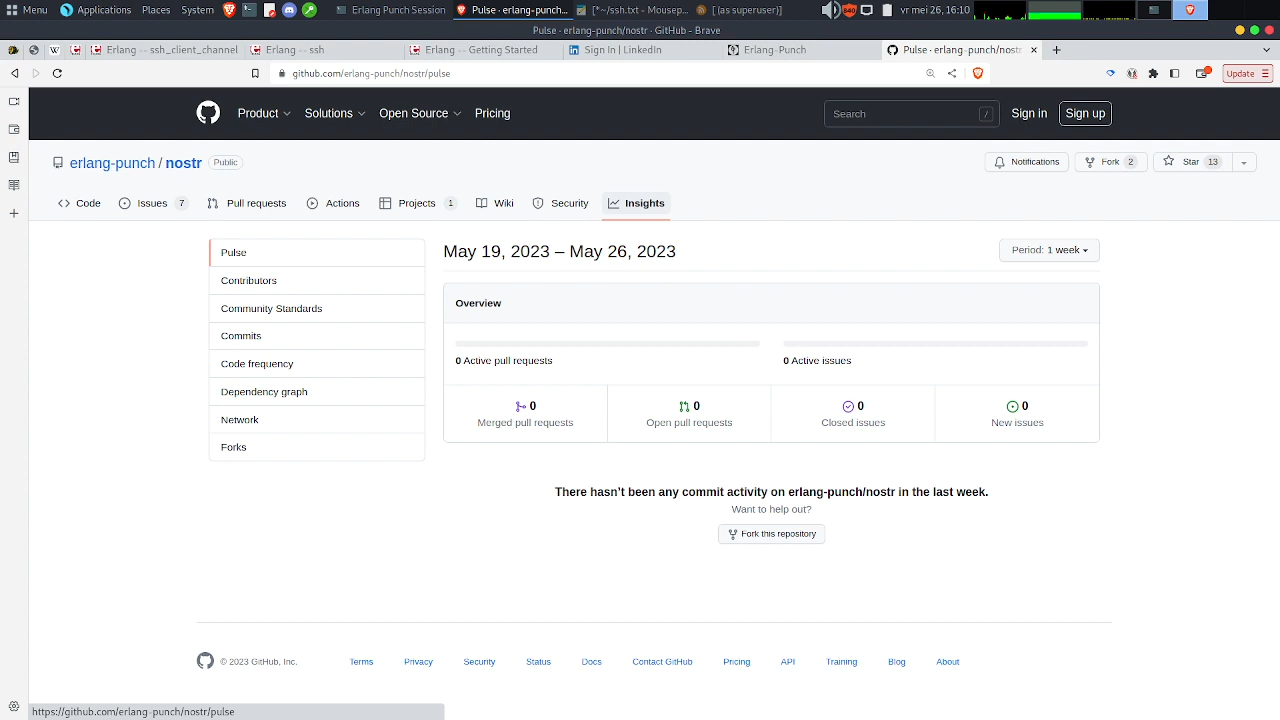 Menu Applications Places System Erlang Punch Session Pulse · erlang-punch... [*~/ssh.txt - Mousep... [ (as superuser)] 540 vr mei 26, 16:10
Pulse · erlang-punch/nostr · GitHub - Brave
Erlang -- ssh_client_channel Erlang -- ssh Erlang -- Getting Started Sign In | LinkedIn Erlang-Punch Pulse · erlang-punch/nostr
github.com/erlang-punch/nostr/pulse Update
Product Solutions Open Source Pricing Search / Sign in Sign up
erlang-punch / nostr Public Notifications Fork 2 Star 13
Code Issues 7 Pull requests Actions Projects 1 Wiki Security Insights
Pulse
Contributors
Community Standards
Commits
Code frequency
Dependency graph
Network
Forks
May 19, 2023 – May 26, 2023 Period: 1 week
Overview
0 Active pull requests 0 Active issues
0 0 0 0
Merged pull requests Open pull requests Closed issues New issues
There hasn’t been any commit activity on erlang-punch/nostr in the last week.
Want to help out?
Fork this repository
© 2023 GitHub, Inc. Terms Privacy Security Status Docs Contact GitHub Pricing API Training Blog About
https://github.com/erlang-punch/nostr/pulse